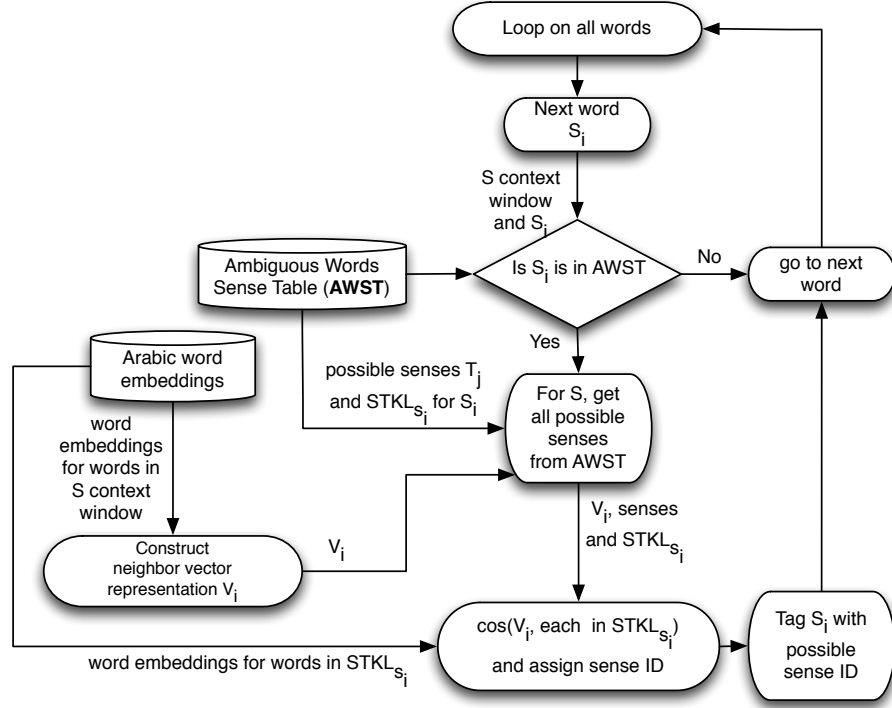 Loop on all words
Next word
S_i
S context
window
and S_i
Ambiguous Words
Sense Table (AWST)
Is S_i is in AWST
No
go to next
word
Yes
Arabic word
embeddings
possible senses T_j
and STKL_{s_i} for S_i
For S, get
all possible
senses
from AWST
word
embeddings
for words in
S context
window
V_i, senses
and STKL_{s_i}
Construct
neighbor vector
representation V_i
V_i
cos(V_i, each in STKL_{s_i})
and assign sense ID
Tag S_i with
possible
sense ID
word embeddings for words in STKL_{s_i}